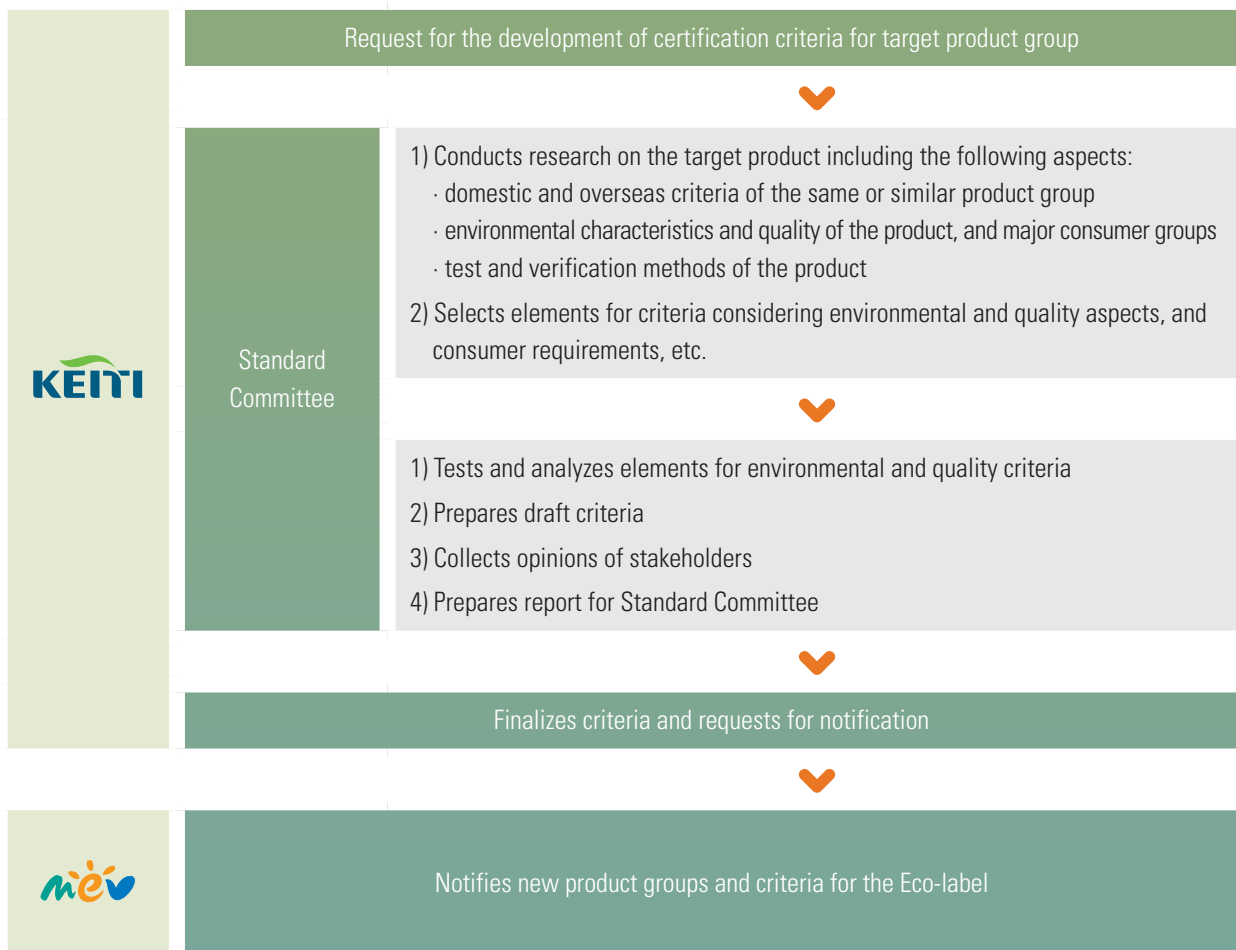 Request for the development of certification criteria for target product group
1) Conducts research on the target product including the following aspects:
· domestic and overseas criteria of the same or similar product group
· environmental characteristics and quality of the product, and major consumer groups
· test and verification methods of the product
2) Selects elements for criteria considering environmental and quality aspects, and
consumer requirements, etc.
KEITI
Standard
Committee
1) Tests and analyzes elements for environmental and quality criteria
2) Prepares draft criteria
3) Collects opinions of stakeholders
4) Prepares report for Standard Committee
Finalizes criteria and requests for notification
mev
Notifies new product groups and criteria for the Eco-label